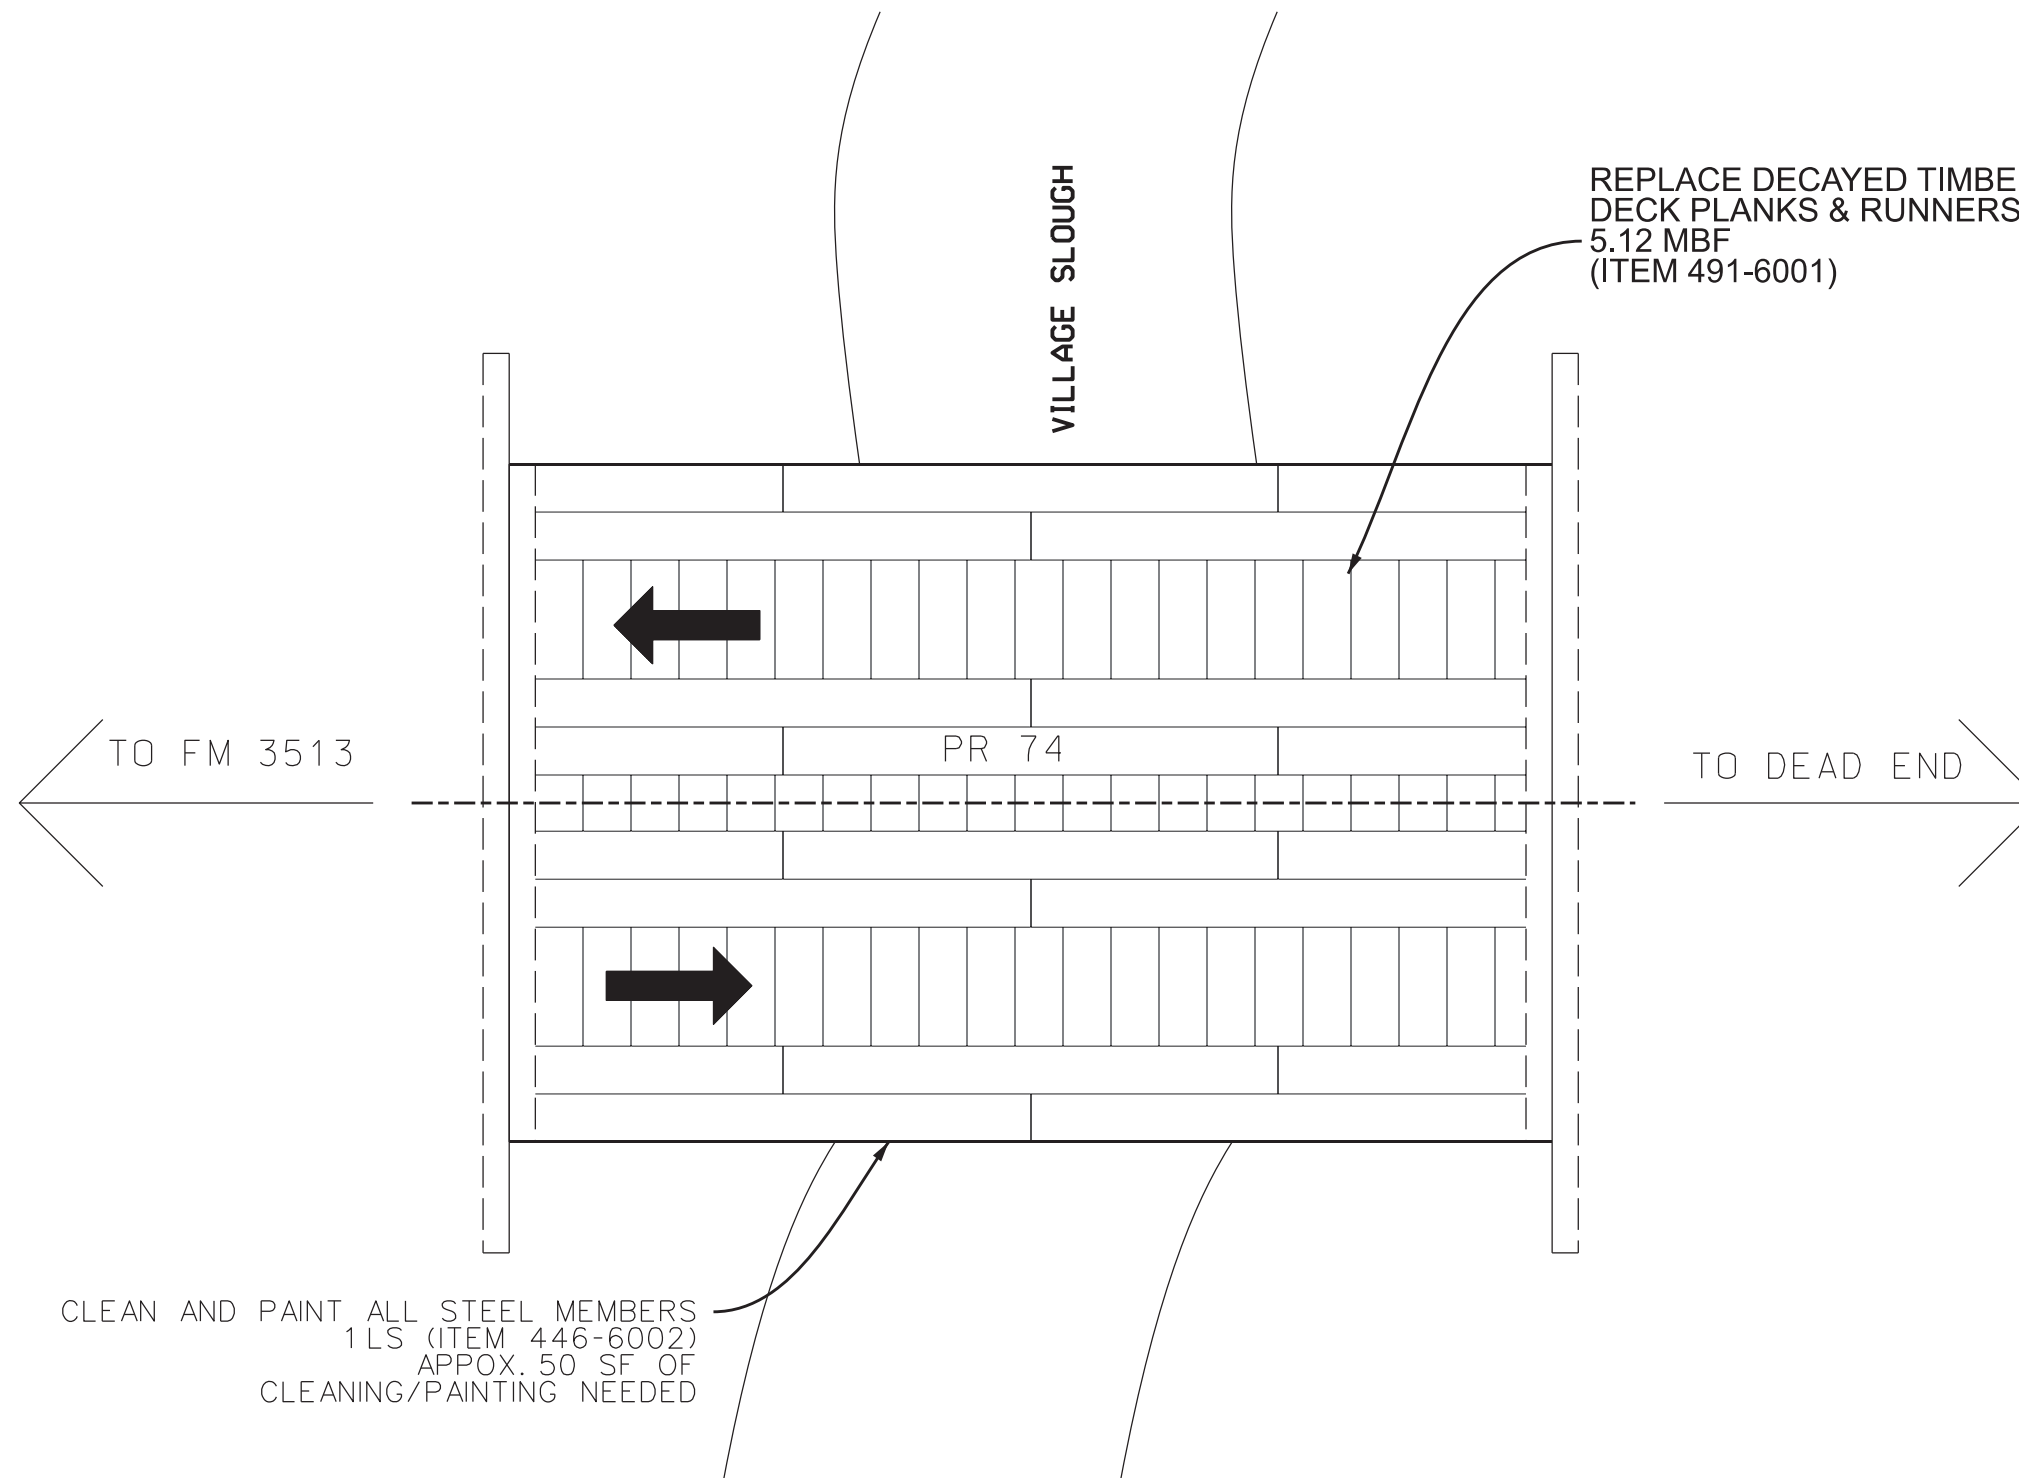 VILLAGE SLOUGH
REPLACE DECAYED TIMBE
DECK PLANKS & RUNNERS
5.12 MBF
(ITEM 491-6001)
TO FM 3513
PR 74
TO DEAD END
CLEAN AND PAINT ALL STEEL MEMBERS
1 LS (ITEM 446-6002)
APPOX. 50 SF OF
CLEANING/PAINTING NEEDED